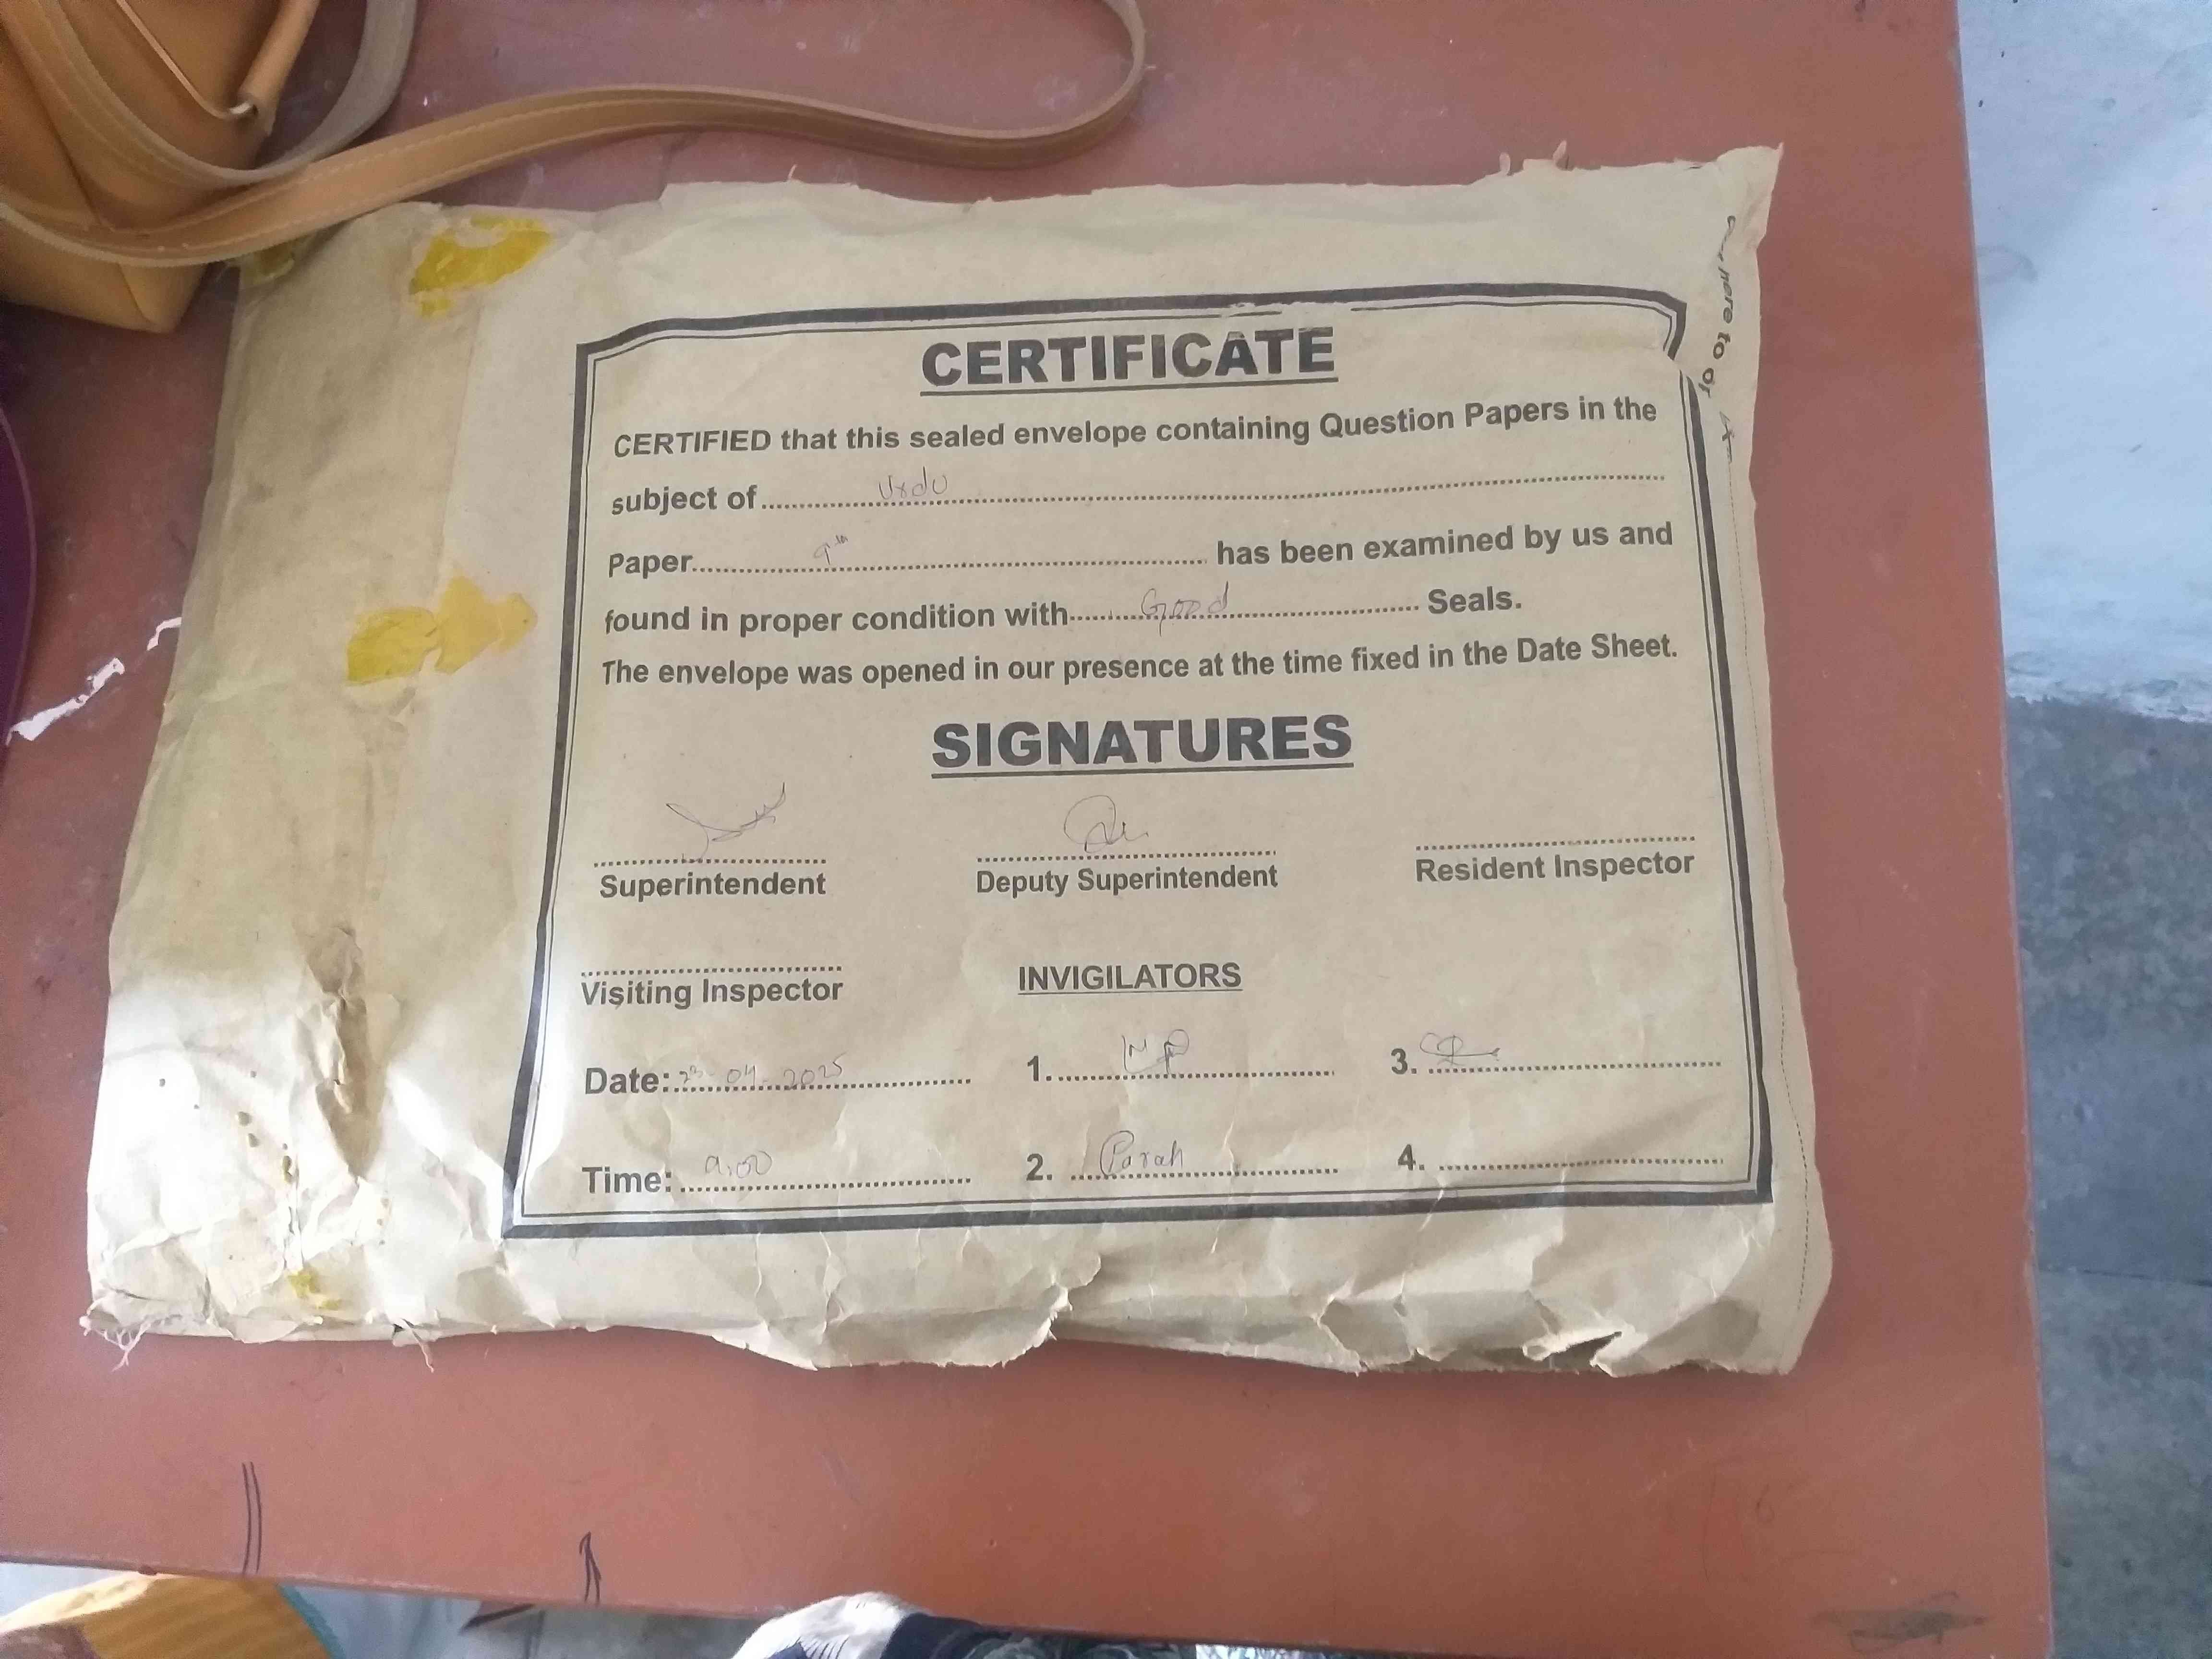 CERTIFICATE
CERTIFIED that this sealed envelope containing Question Papers in the
subject of.......Urdu.......
Paper.......9th....... has been examined by us and
found in proper condition with.......Good....... Seals.
The envelope was opened in our presence at the time fixed in the Date Sheet.
SIGNATURES
Superintendent
Deputy Superintendent
Resident Inspector
Visiting Inspector
INVIGILATORS
Date: 04-2025
1.
3.
Time: 9:00
2.
4.